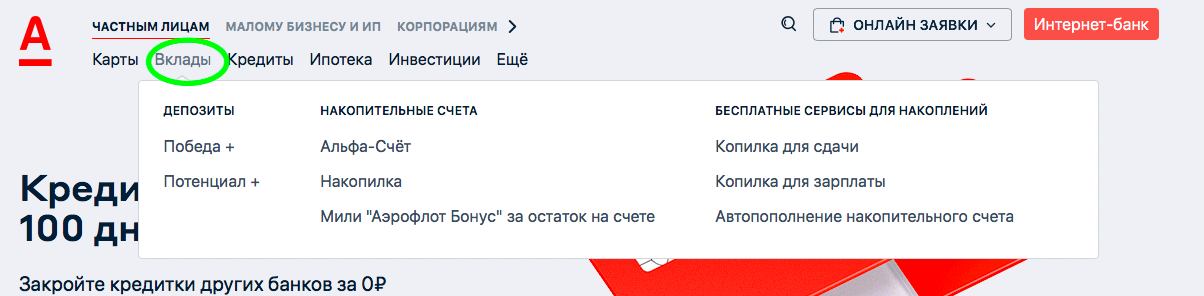 А
ЧАСТНЫМ ЛИЦАМ МАЛОМУ БИЗНЕСУ И ИП КОРПОРАЦИЯМ
ОНЛАЙН ЗАЯВКИ
Интернет-банк
Карты Вклады Кредиты Ипотека Инвестиции Ещё
ДЕПОЗИТЫ
Победа +
Потенциал +
НАКОПИТЕЛЬНЫЕ СЧЕТА
Альфа-Счёт
Накопилка
Мили "Аэрофлот Бонус" за остаток на счете
БЕСПЛАТНЫЕ СЕРВИСЫ ДЛЯ НАКОПЛЕНИЙ
Копилка для сдачи
Копилка для зарплаты
Автопополнение накопительного счета
Креди
100 дн
Закройте кредитки других банков за 0₽